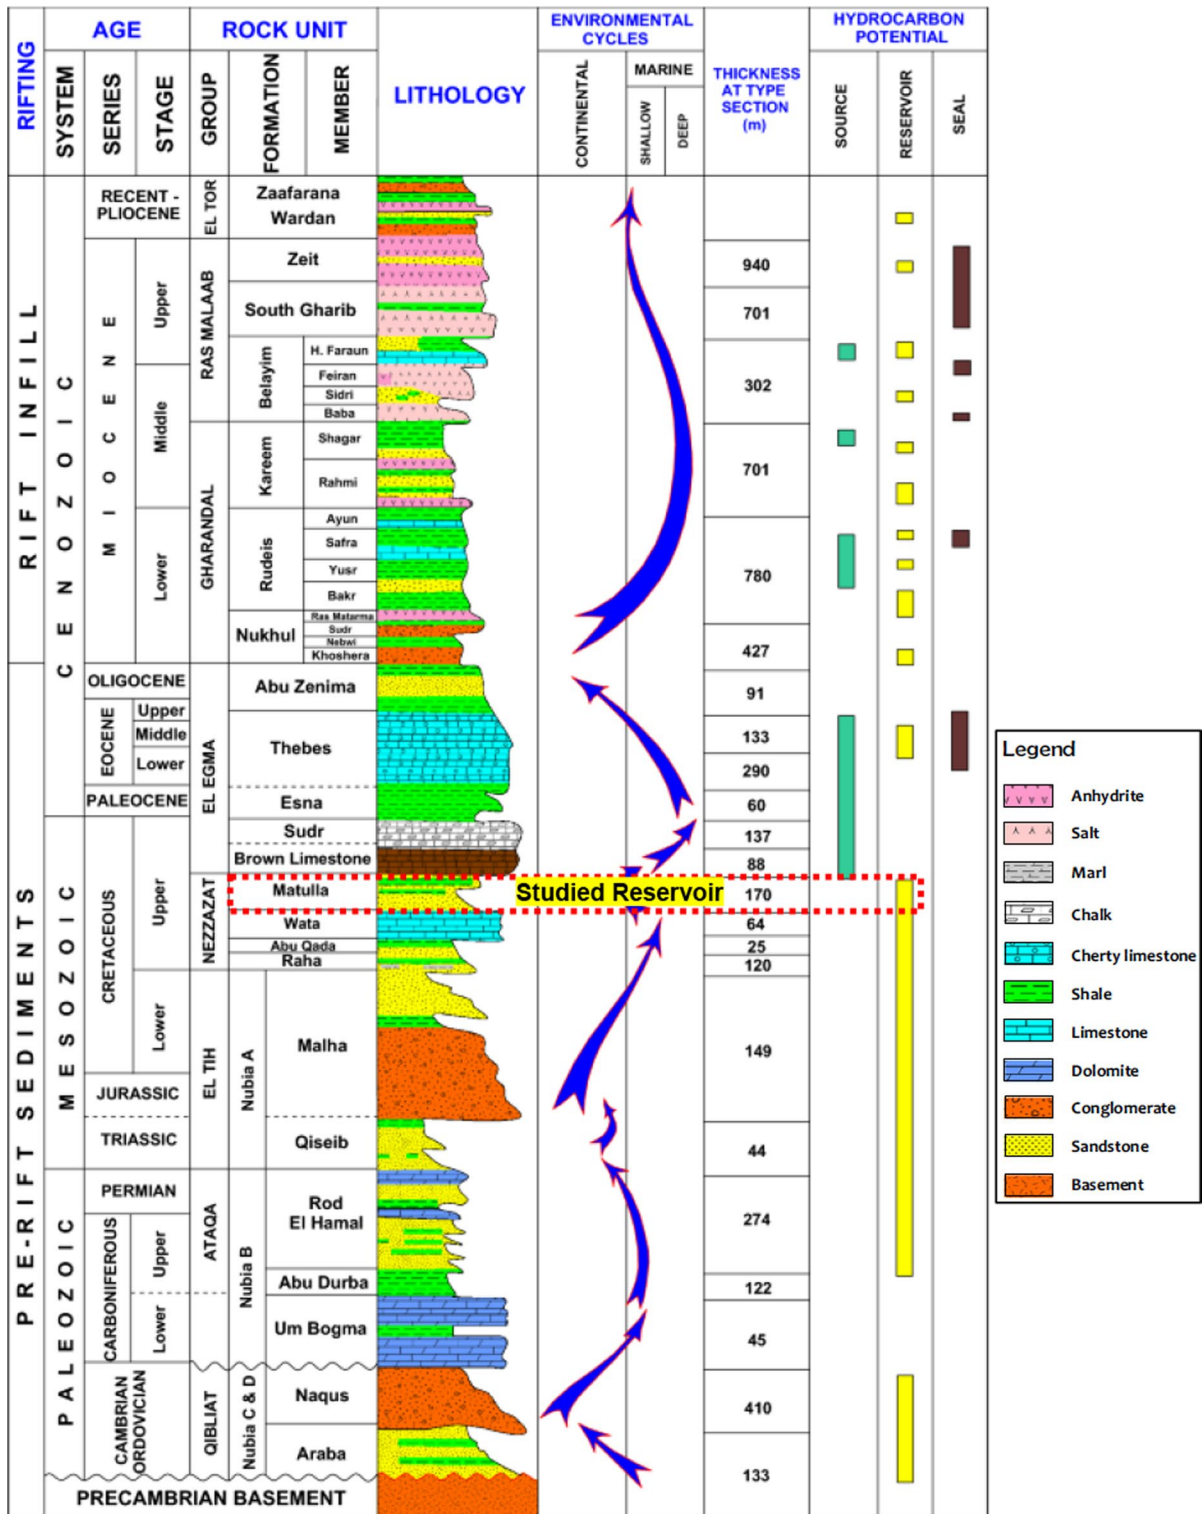 RIFTING
AGE
SYSTEM
SERIES
STAGE
ROCK UNIT
GROUP
FORMATION
MEMBER
LITHOLOGY
ENVIRONMENTAL
CYCLES
CONTINENTAL
MARINE
SHALLOW
DEEP
THICKNESS
AT TYPE
SECTION
(m)
HYDROCARBON
POTENTIAL
SOURCE
RESERVOIR
SEAL
RIFT INFILL
PRE-RIFT SEDIMENTS
CENOZOIC
MESOZOIC
PALEOZOIC
RECENT -
PLIOCENE
MIOCENE
Upper
Middle
Lower
OLIGOCENE
EOCENE
Upper
Middle
Lower
PALEOCENE
CRETACEOUS
Upper
Lower
JURASSIC
TRIASSIC
PERMIAN
CARBONIFEROUS
Upper
Lower
CAMBRIAN
ORDOVICIAN
PRECAMBRIAN BASEMENT
EL TOR
RAS MALAAB
GHARANDAL
EL EGMA
NEZZAZAT
EL TIH
ATAQA
QIBLIAT
Zaafarana
Wardan
Zeit
South Gharib
Belayim
H. Faraun
Feiran
Sidri
Baba
Kareem
Shagar
Rahmi
Rudeis
Ayun
Safra
Yusr
Bakr
Nukhul
Ras Matarma
Sudr
Nebwi
Khoshera
Abu Zenima
Thebes
Esna
Sudr
Brown Limestone
Matulla
Studied Reservoir
Wata
Abu Qada
Raha
Nubia A
Malha
Qiseib
Nubia B
Rod
El Hamal
Abu Durba
Um Bogma
Nubia C & D
Naqus
Araba
940
701
302
701
780
427
91
133
290
60
137
88
170
64
25
120
149
44
274
122
45
410
133
Legend
Anhydrite
Salt
Marl
Chalk
Cherty limestone
Shale
Limestone
Dolomite
Conglomerate
Sandstone
Basement